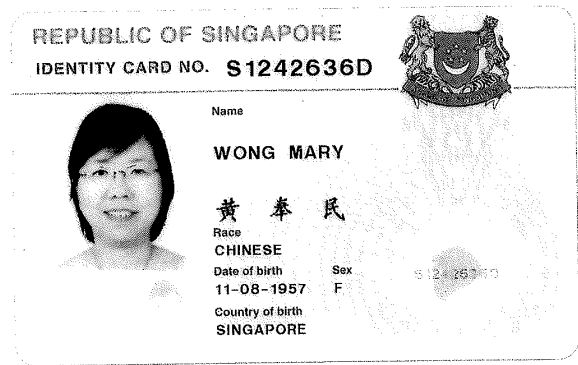 REPUBLIC OF SINGAPORE
IDENTITY CARD NO. S1242636D
Name
WONG MARY
黄奉民
Race
CHINESE
Date of birth Sex
11-08-1957 F
Country of birth
SINGAPORE